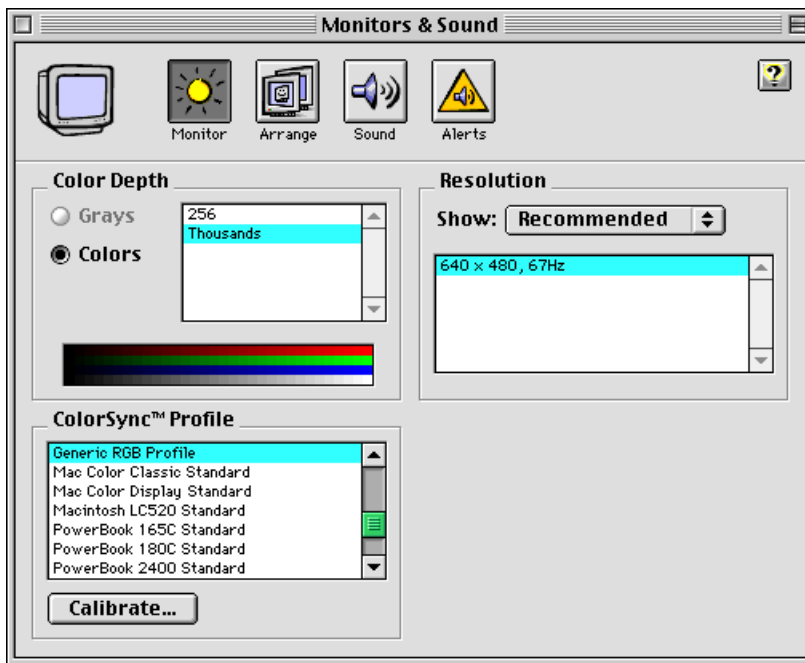 Monitors & Sound
?
Monitor Arrange Sound Alerts
Color Depth
Grays
Colors
256
Thousands
Resolution
Show: Recommended
640 x 480, 67Hz
ColorSync™ Profile
Generic RGB Profile
Mac Color Classic Standard
Mac Color Display Standard
Macintosh LC520 Standard
PowerBook 165C Standard
PowerBook 180C Standard
PowerBook 2400 Standard
Calibrate...